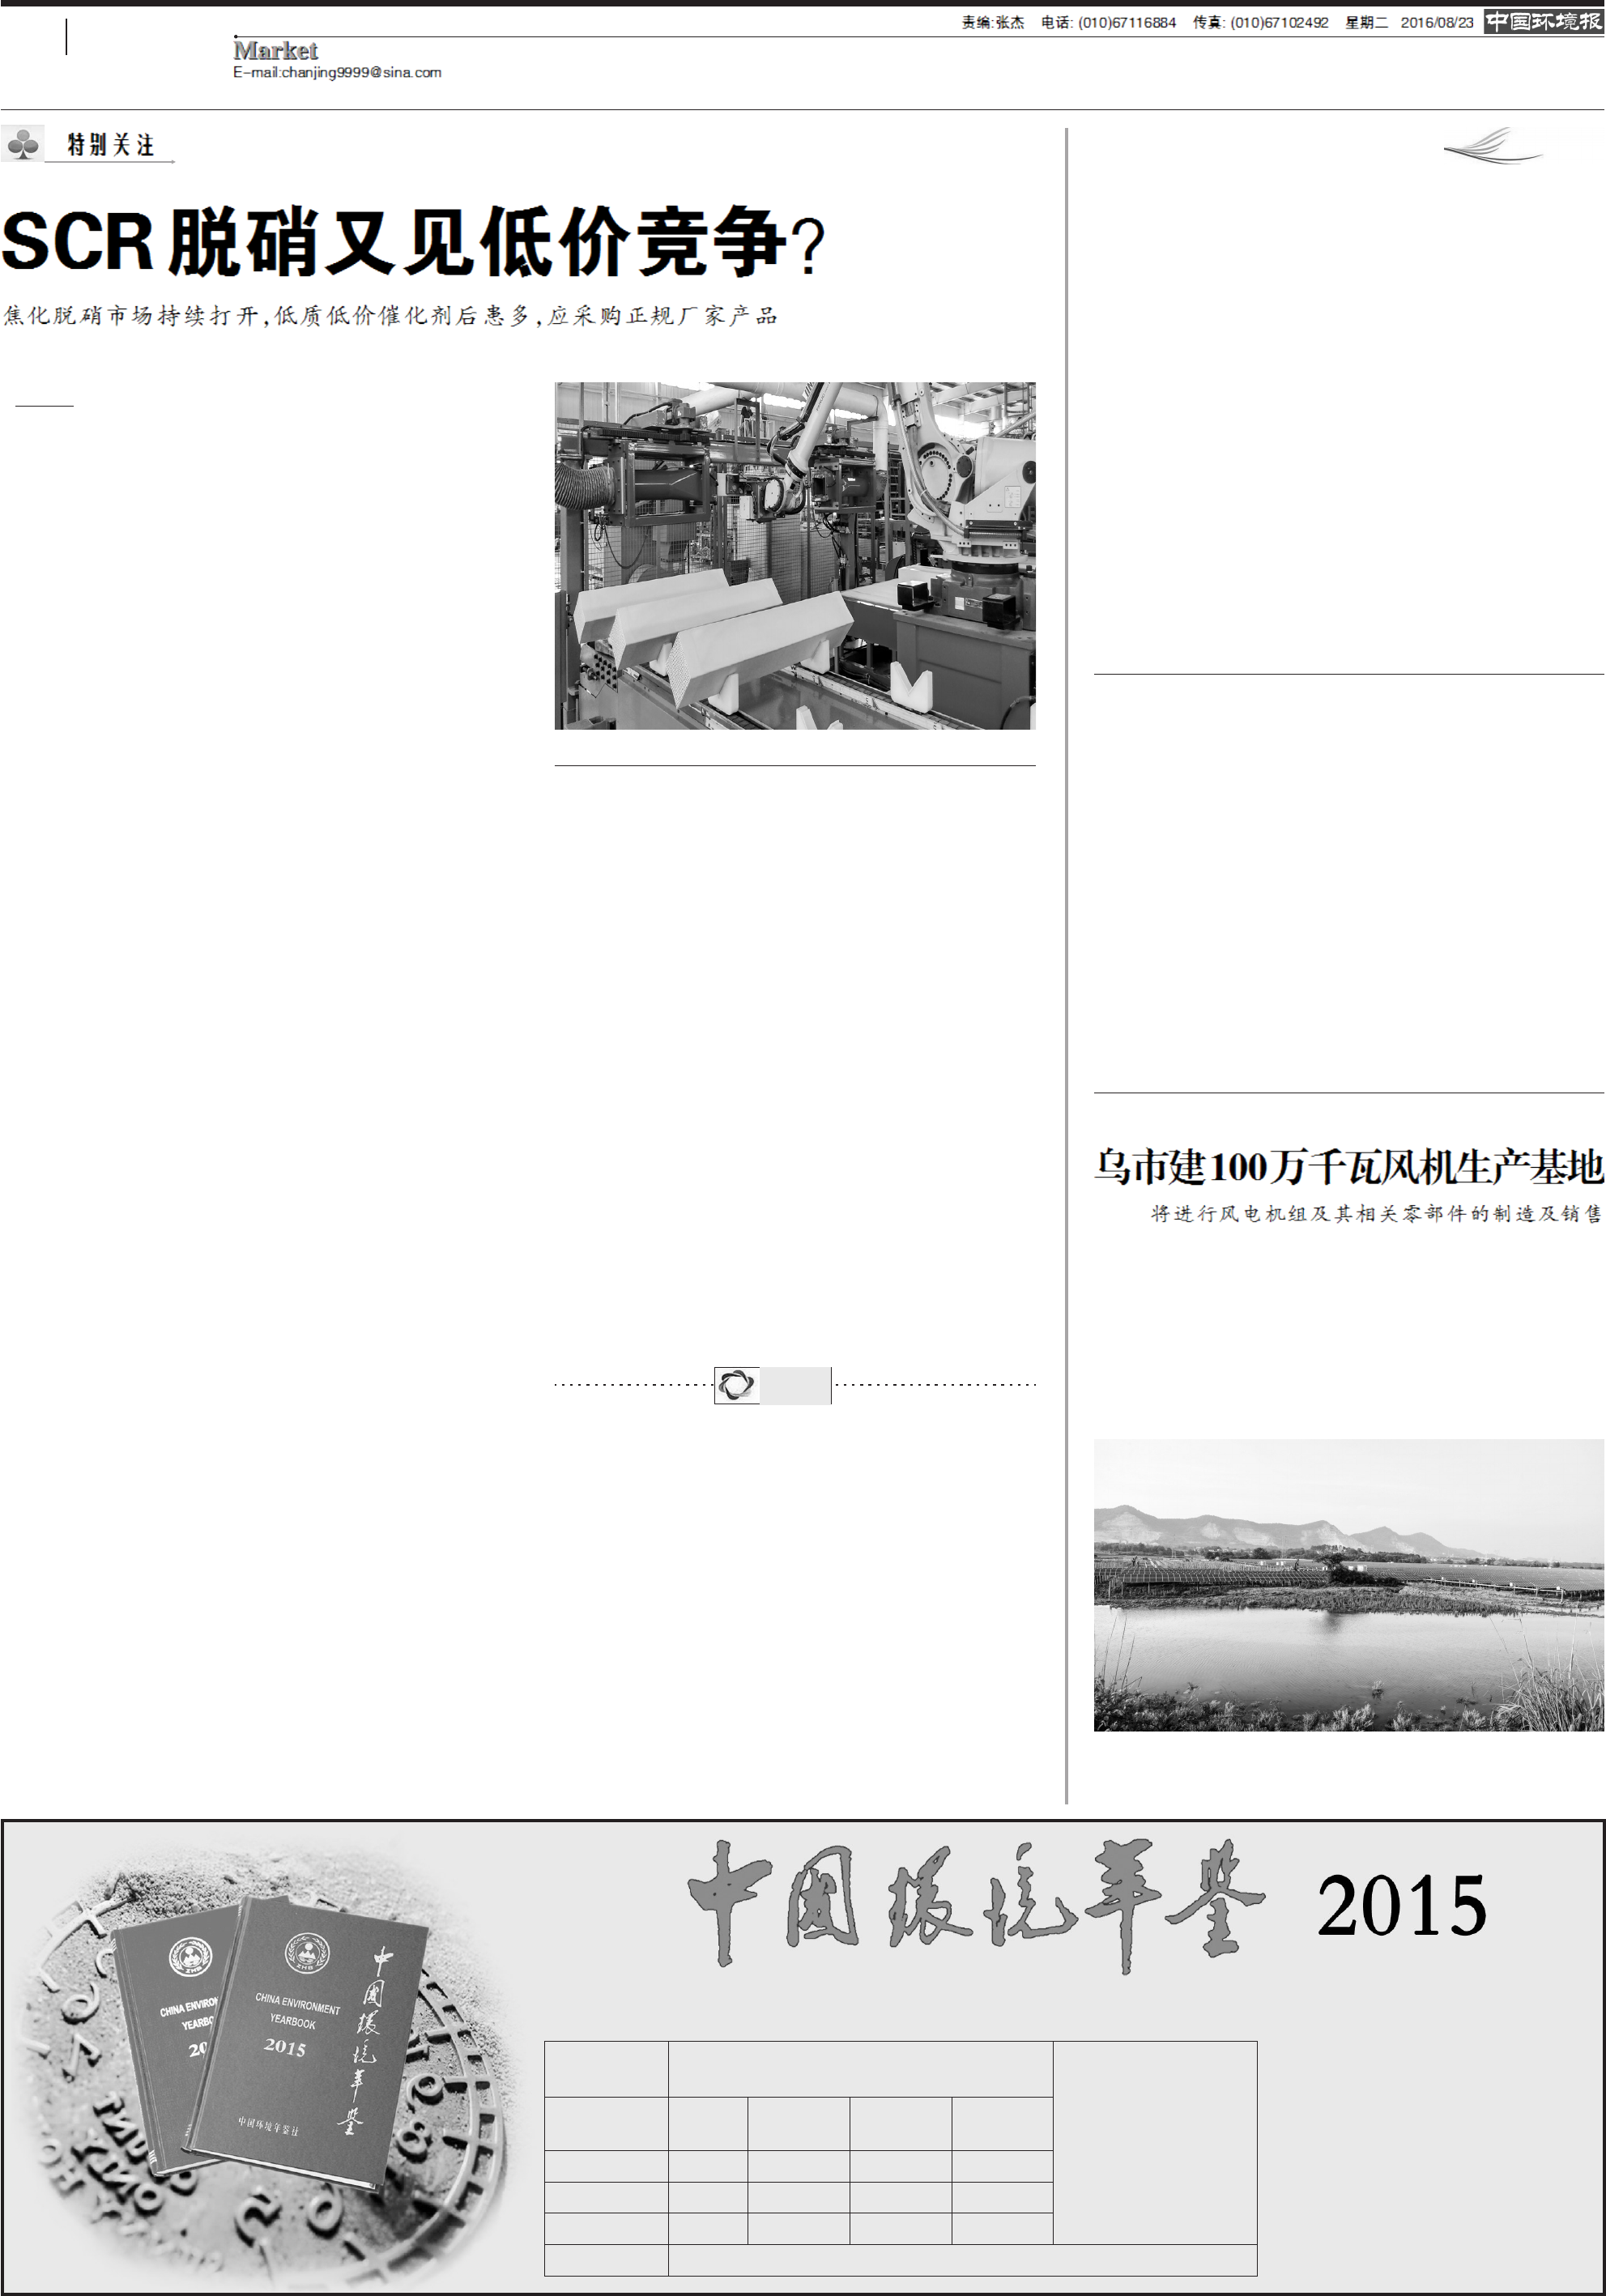 责编:张杰 电话: (010)67116884 传真: (010)67102492 星期二 2016/08/23 中国环境报
Market
E-mail:chanjing9999@sina.com
特别关注
SCR脱硝又见低价竞争?
焦化脱硝市场持续打开,低质低价催化剂后患多,应采购正规厂家产品
乌市建100万千瓦风机生产基地
将进行风电机组及其相关零部件的制造及销售
中國環境年鉴 2015
CHINA ENVIRON
YEARBO
20
CHINA ENVIRONMENT
YEARBOOK
2015
中國環境年鉴
中国环境年鉴社